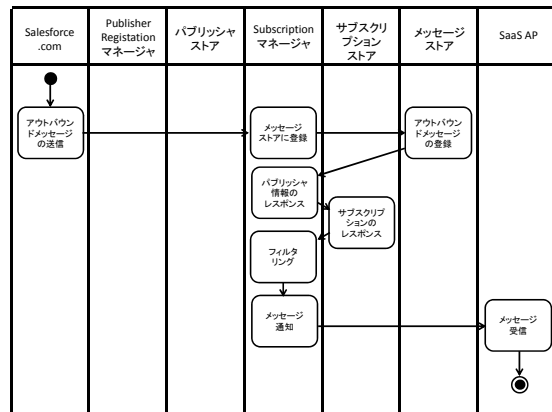 Salesforce
.com
Publisher
Registation
マネージャ
パブリッシャ
ストア
Subscription
マネージャ
サブスクリ
プション
ストア
メッセージ
ストア
SaaS AP
アウトバウン
ドメッセージ
の送信
メッセージ
ストアに登録
アウトバウン
ドメッセージ
の登録
パブリッシャ
情報の
レスポンス
サブスクリプ
ションの
レスポンス
フィルタ
リング
メッセージ
通知
メッセージ
受信